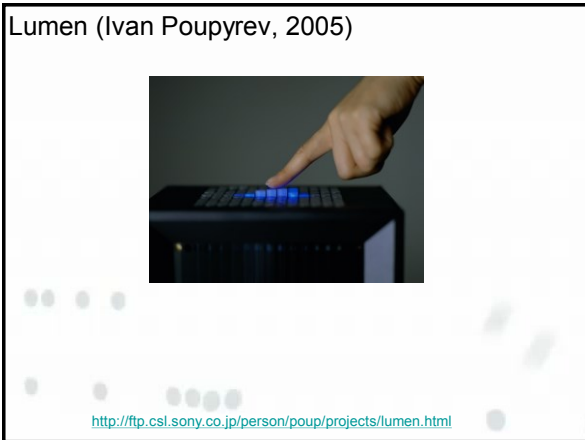 Lumen (Ivan Poupyrev, 2005)
http://ftp.csl.sony.co.jp/person/poup/projects/lumen.html